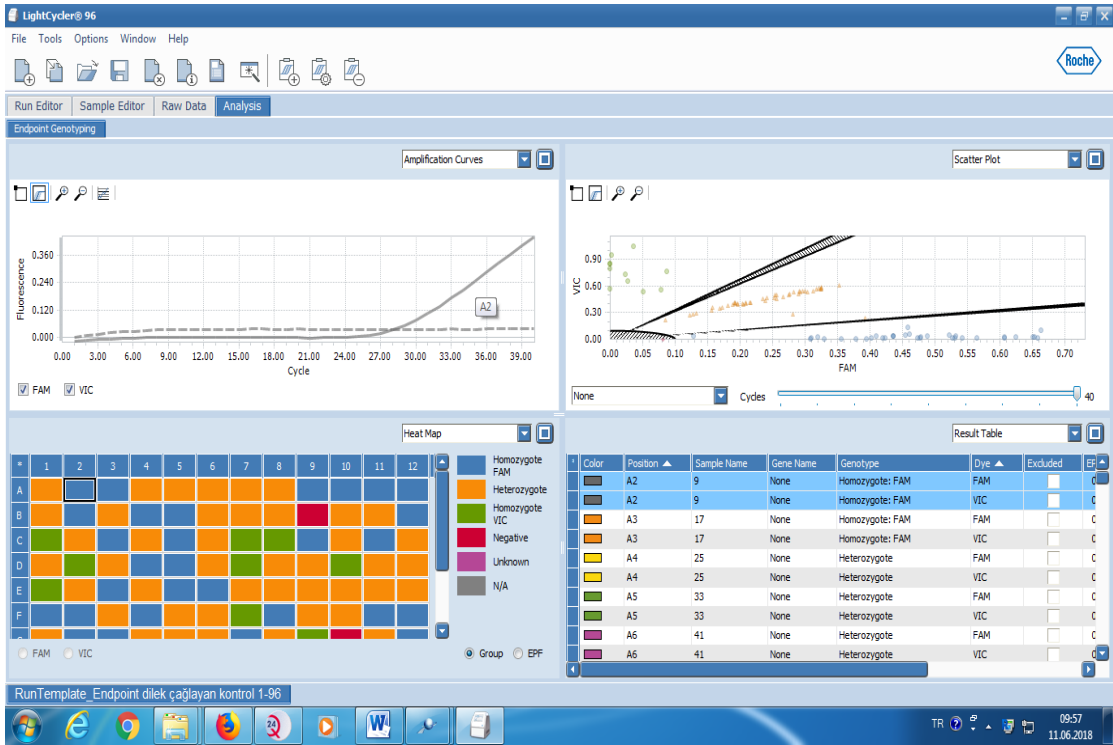 LightCycler® 96
File Tools Options Window Help
Roche
Run Editor Sample Editor Raw Data Analysis
Endpoint Genotyping
Amplification Curves
Fluorescence
0.360
0.240
0.120
0.000
A2
0.00 3.00 6.00 9.00 12.00 15.00 18.00 21.00 24.00 27.00 30.00 33.00 36.00 39.00
Cycle
FAM VIC
Scatter Plot
VIC
0.90
0.60
0.30
0.00
0.00 0.05 0.10 0.15 0.20 0.25 0.30 0.35 0.40 0.45 0.50 0.55 0.60 0.65 0.70
FAM
None Cycles 40
Heat Map
* 1 2 3 4 5 6 7 8 9 10 11 12
A
B
C
D
E
F
Homozygote
FAM
Heterozygote
Homozygote
VIC
Negative
Unknown
N/A
FAM VIC Group EPF
Result Table
* Color Position Sample Name Gene Name Genotype Dye Excluded
A2 9 None Homozygote: FAM FAM
A2 9 None Homozygote: FAM VIC
A3 17 None Homozygote: FAM FAM
A3 17 None Homozygote: FAM VIC
A4 25 None Heterozygote FAM
A4 25 None Heterozygote VIC
A5 33 None Heterozygote FAM
A5 33 None Heterozygote VIC
A6 41 None Heterozygote FAM
A6 41 None Heterozygote VIC
RunTemplate_Endpoint dilek çağlayan kontrol 1-96
24
W
TR 09:57
11.06.2018